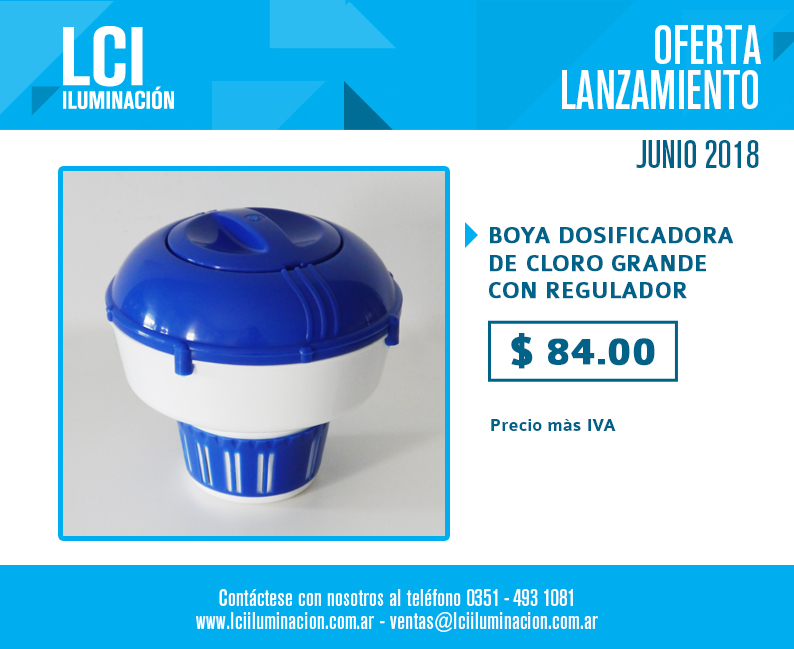 LCI
ILUMINACIÓN
OFERTA
LANZAMIENTO
JUNIO 2018
BOYA DOSIFICADORA
DE CLORO GRANDE
CON REGULADOR
$ 84.00
Precio màs IVA
Contáctese con nosotros al teléfono 0351 - 493 1081
www.lciiluminacion.com.ar - ventas@lciiluminacion.com.ar